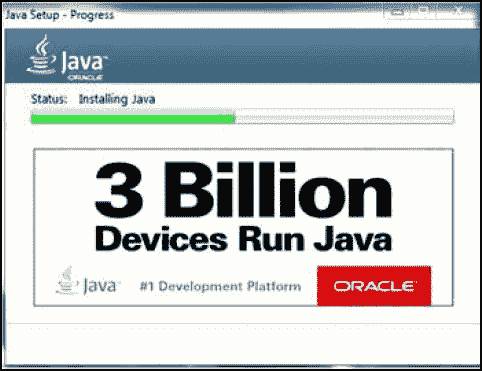 Java Setup - Progress
Java
ORACLE
Status: Installing Java
3 Billion
Devices Run Java
Java #1 Development Platform ORACLE